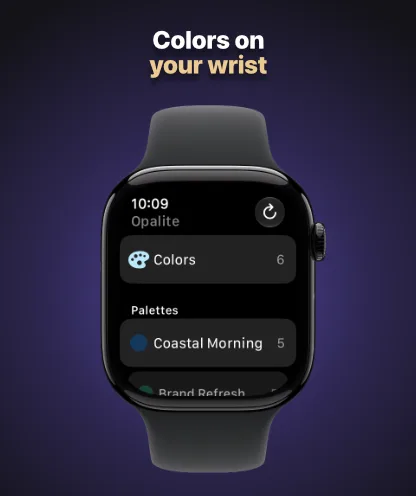 Colors on
your wrist
10:09
Opalite
Colors 6
Palettes
Coastal Morning 5
Brand Refresh